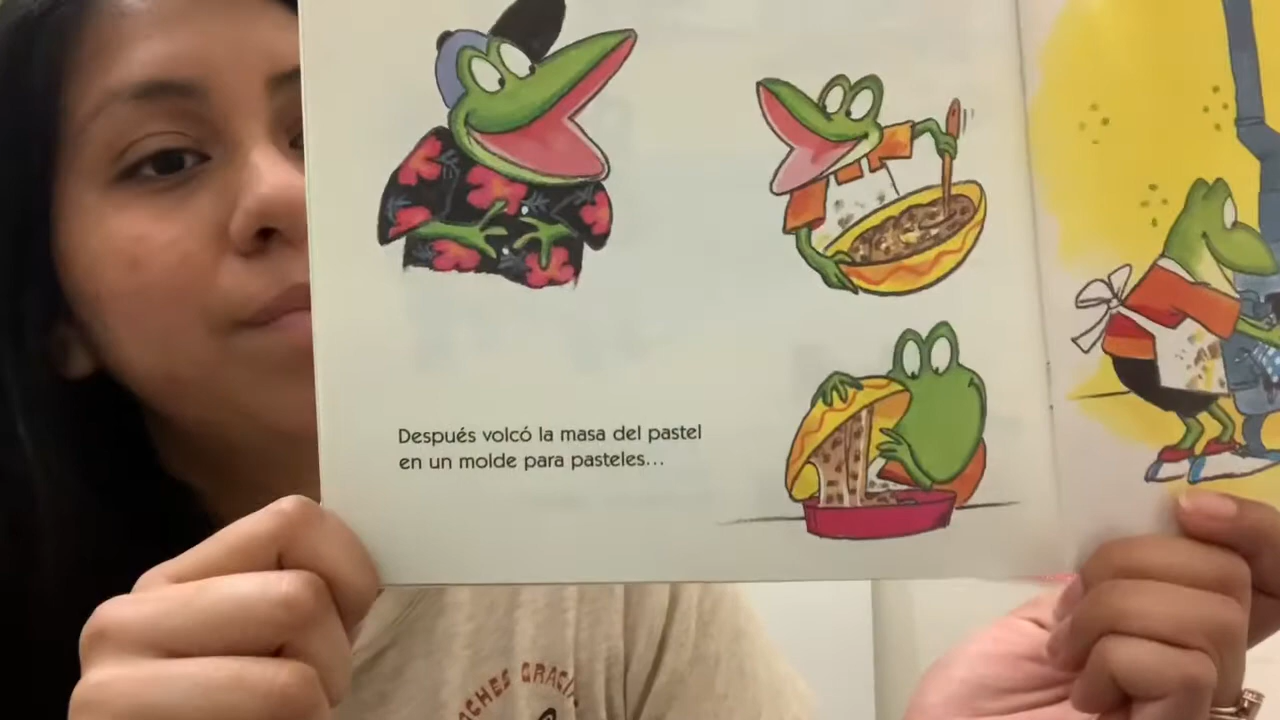 Después volcó la masa del pastel
en un molde para pasteles...